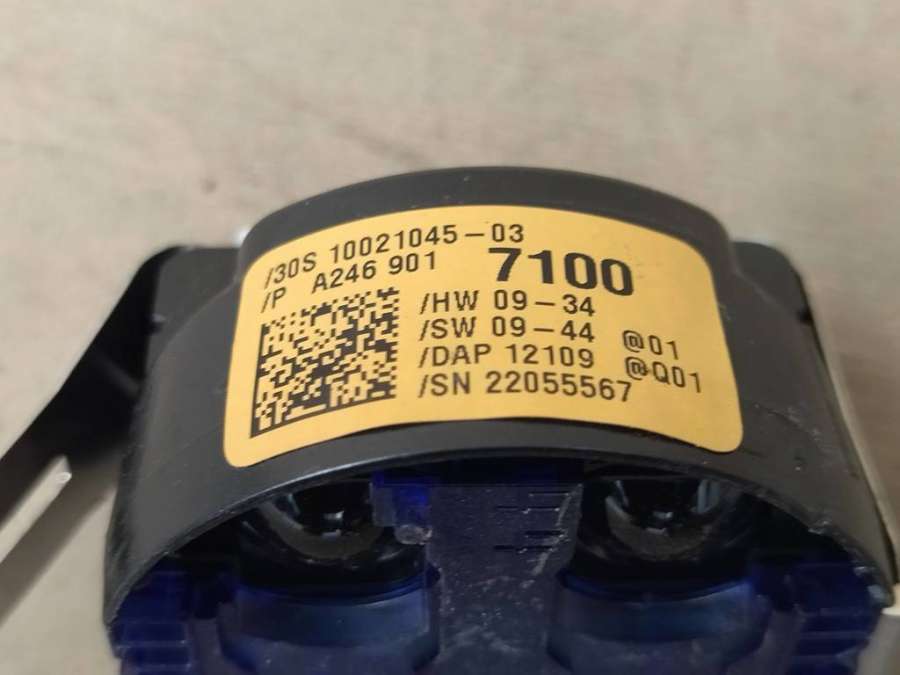 /30S 10021045-03
/P A246 901 7100
/HW 09-34
/SW 09-44 @01
/DAP 12109 @Q01
/SN 22055567